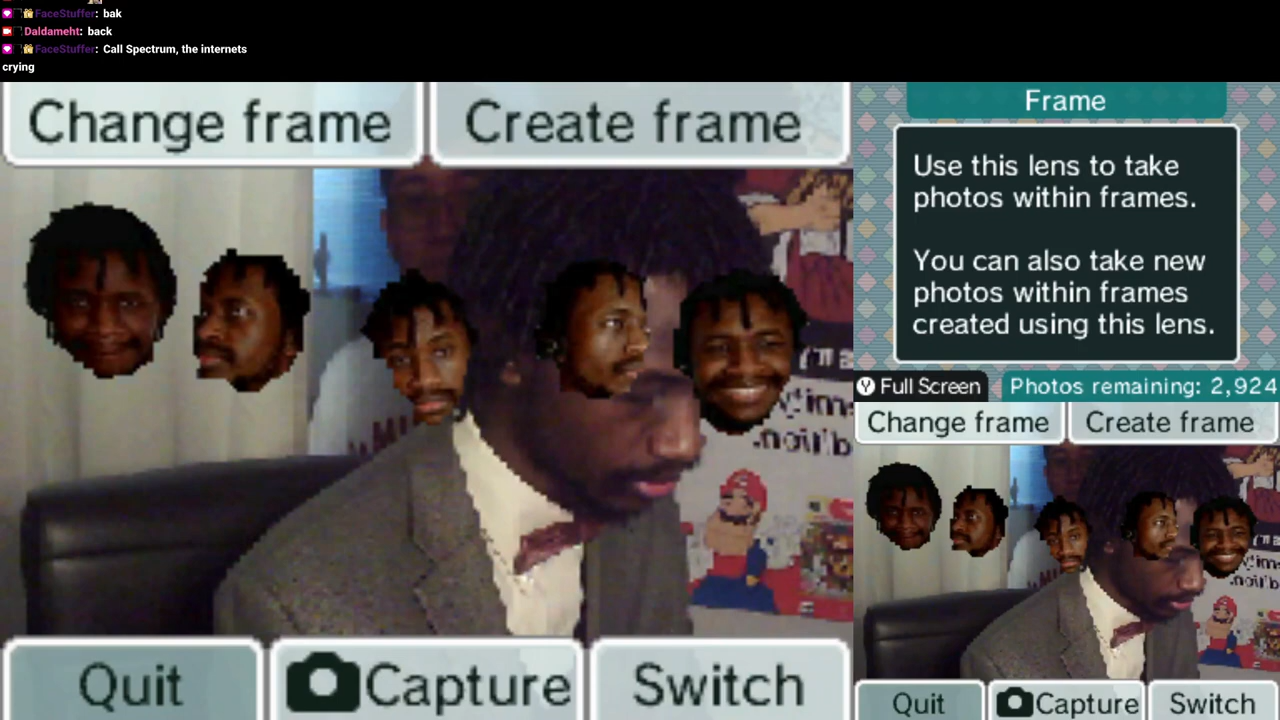 FaceStuffer: bak
Daldameht: back
FaceStuffer: Call Spectrum, the internets
crying
Change frame
Create frame
Quit
Capture
Switch
Frame
Use this lens to take
photos within frames.
You can also take new
photos within frames
created using this lens.
Y Full Screen
Photos remaining: 2,924
Change frame
Create frame
Quit
Capture
Switch